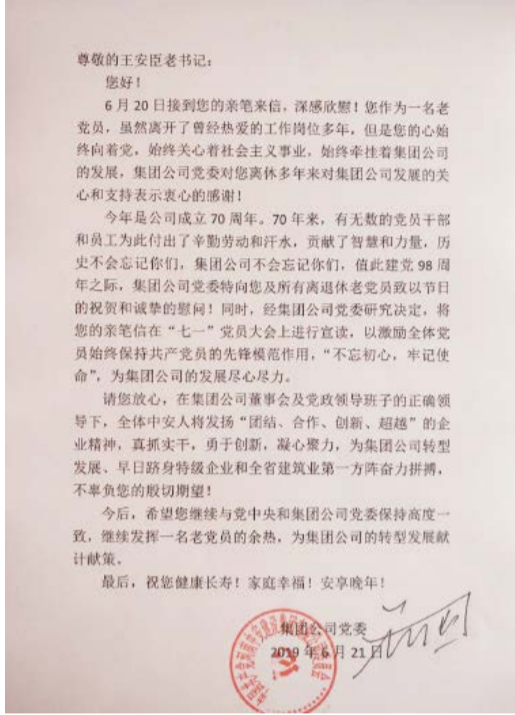 尊敬的王安臣老书记：
您好！
6月20日接到您的亲笔来信，深感欣慰！您作为一名老
党员，虽然离开了曾经热爱的工作岗位多年，但是您的心始
终向着党，始终关心着社会主义事业，始终牵挂着集团公司
的发展，集团公司党委对您离休多年来对集团公司发展的关
心和支持表示衷心的感谢！
今年是公司成立70周年。70年来，有无数的党员干部
和员工为此付出了辛勤劳动和汗水，贡献了智慧和力量，历
史不会忘记你们，集团公司不会忘记你们，值此建党98周
年之际，集团公司党委特向您及所有离退休老党员致以节日
的祝贺和诚挚的慰问！同时，经集团公司党委研究决定，将
您的亲笔信在“七一”党员大会上进行宣读，以激励全体党
员始终保持共产党员的先锋模范作用，“不忘初心，牢记使
命”，为集团公司的发展尽心尽力。
请您放心，在集团公司董事会及党政领导班子的正确领
导下，全体中安人将发扬“团结、合作、创新、超越”的企
业精神，真抓实干，勇于创新，凝心聚力，为集团公司转型
发展、早日跻身特级企业和全省建筑业第一方阵奋力拼搏，
不辜负您的殷切期望！
今后，希望您继续与党中央和集团公司党委保持高度一
致，继续发挥一名老党员的余热，为集团公司的转型发展献
计献策。
最后，祝您健康长寿！家庭幸福！安享晚年！
集团公司党委
2019年6月21日